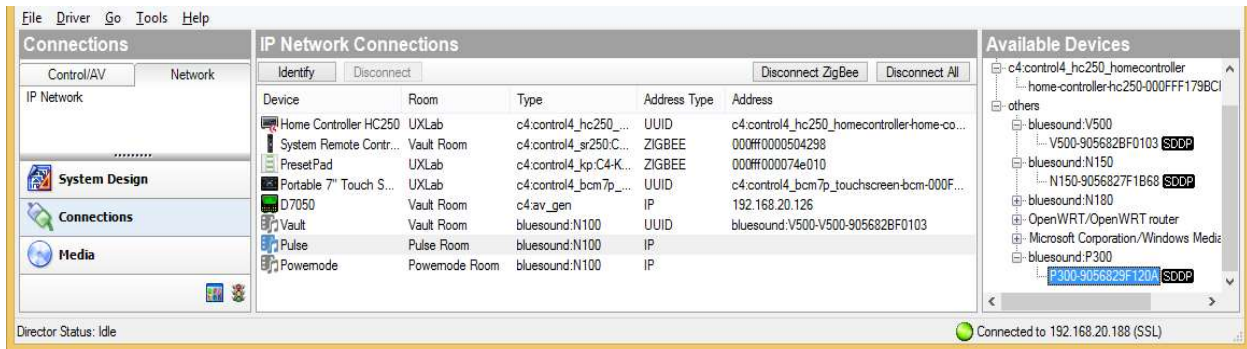 File Driver Go Tools Help
Connections
Control/AV Network
IP Network
System Design
Connections
Media
IP Network Connections
Identify Disconnect Disconnect ZigBee Disconnect All
Device Room Type Address Type Address
Home Controller HC250 UXLab c4:control4_hc250_... UUID c4:control4_hc250_homecontroller-home-co...
System Remote Contr... Vault Room c4:control4_sr250:C... ZIGBEE 000fff0000504298
PresetPad UXLab c4:control4_kp:C4-K... ZIGBEE 000fff000074e010
Portable 7" Touch S... UXLab c4:control4_bcm7p_... UUID c4:control4_bcm7p_touchscreen-bcm-000F...
D7050 Vault Room c4:av_gen IP 192.168.20.126
Vault Vault Room bluesound:N100 UUID bluesound:V500-V500-905682BF0103
Pulse Pulse Room bluesound:N100 IP
Powernode Powernode Room bluesound:N100 IP
Available Devices
c4:control4_hc250_homecontroller
home-controller-hc250-000FFF179BC
others
bluesound:V500
V500-905682BF0103 SDDP
bluesound:N150
N150-9056827F1B68 SDDP
bluesound:N180
OpenWRT/OpenWRT router
Microsoft Corporation/Windows Media
bluesound:P300
P300-9056829F120A SDDP
Director Status: Idle
Connected to 192.168.20.188 (SSL)